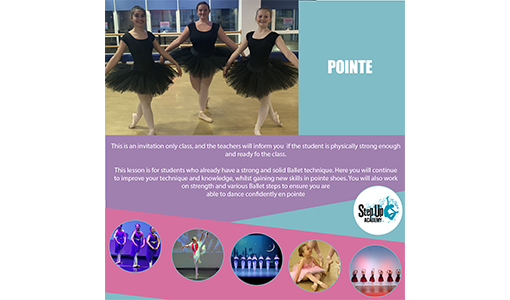 POINTE
This is an invitation only class, and the teachers will inform you if the student is physically strong enough
and ready fo the class.
This lesson is for students who already have a strong and solid Ballet technique. Here you will continue
to improve your technique and knowledge, whilst gaining new skills in pointe shoes. You will also work
on strength and various Ballet steps to ensure you are
able to dance confidently en pointe
Step Up
ACADEMY